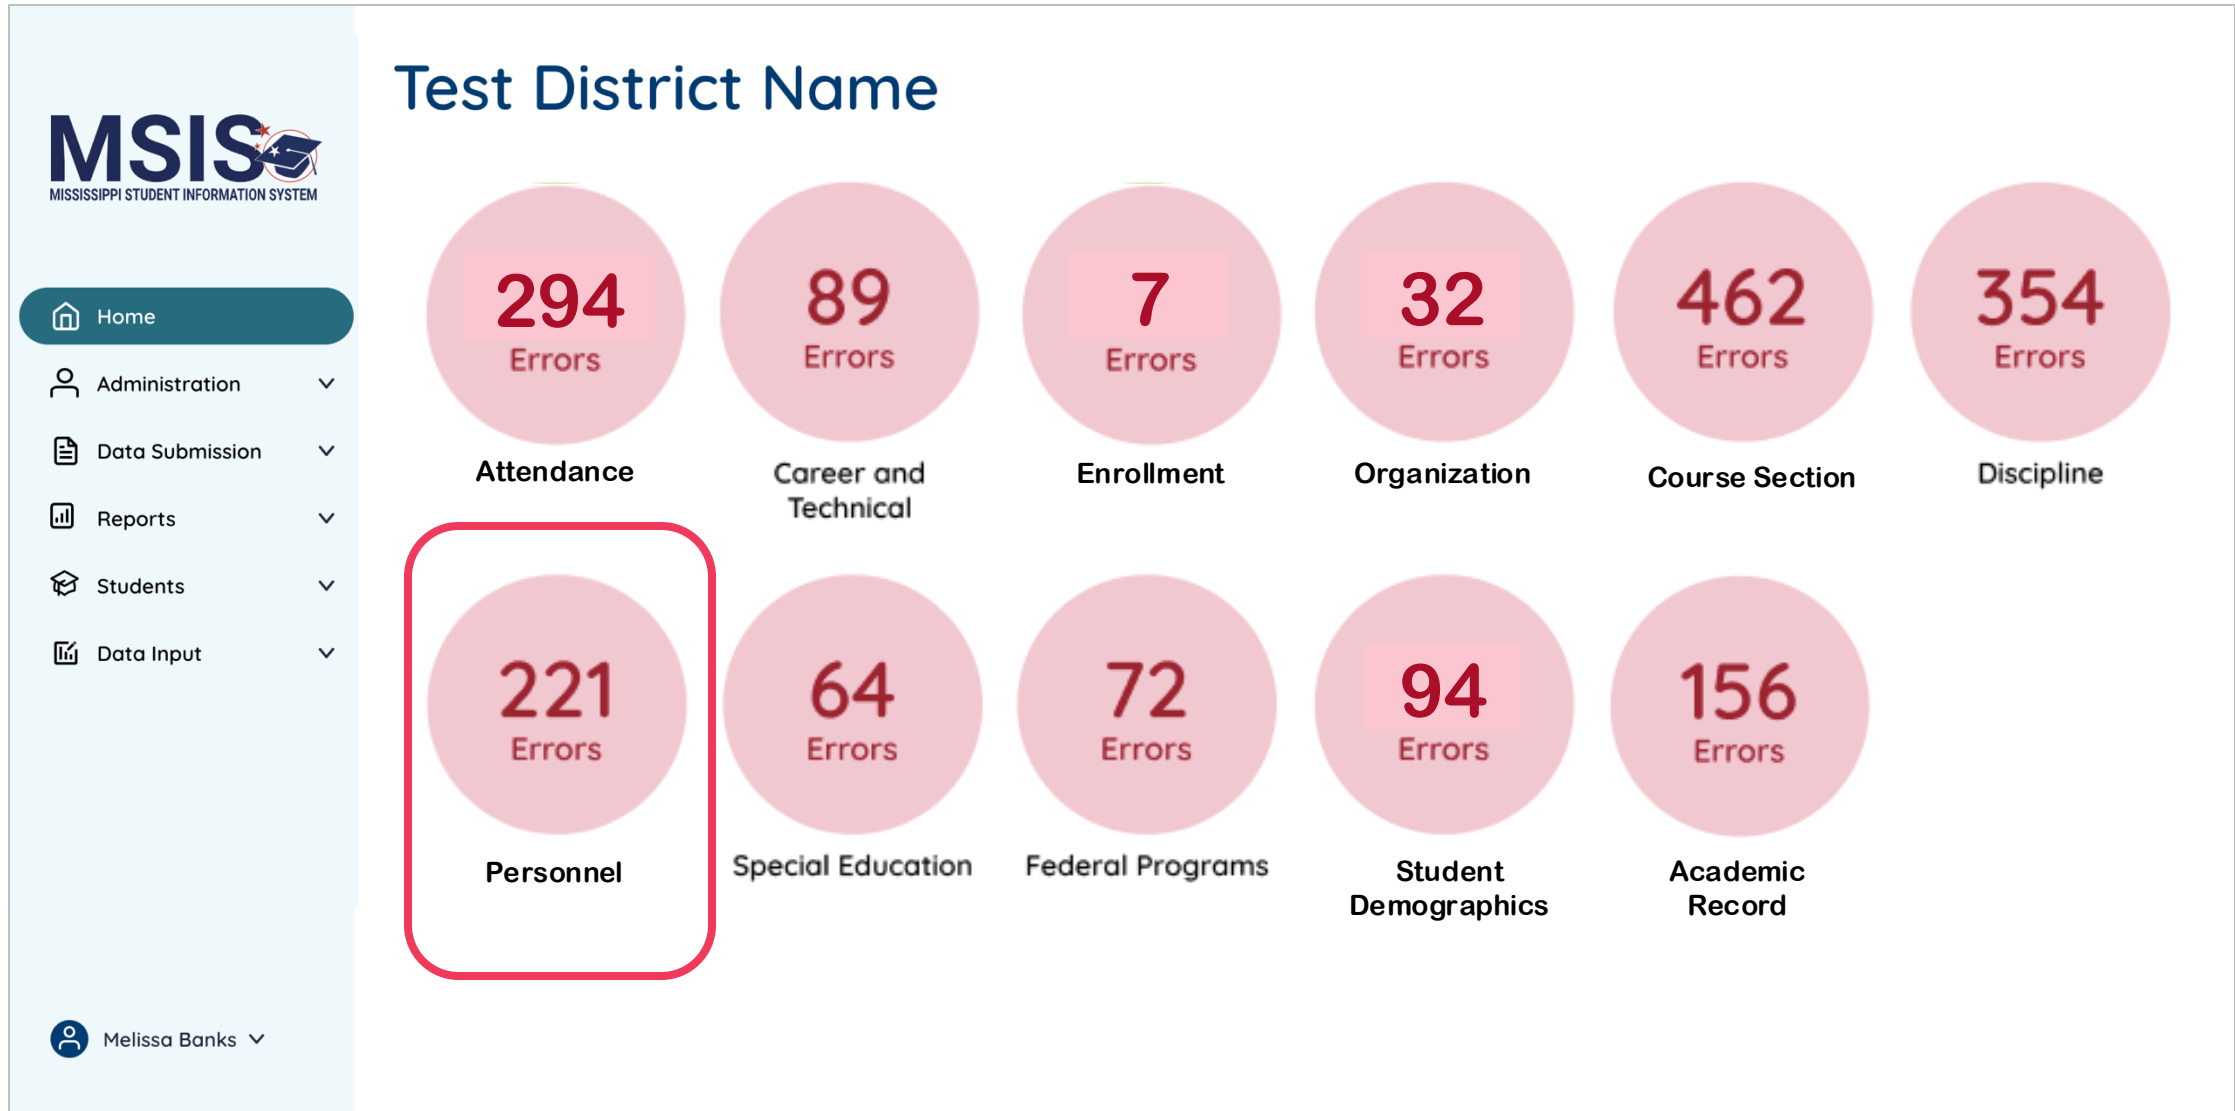 Test District Name
MSIS
MISSISSIPPI STUDENT INFORMATION SYSTEM
Home
Administration
Data Submission
Reports
Students
Data Input
Melissa Banks
294
Errors
Attendance
89
Errors
Career and
Technical
7
Errors
Enrollment
32
Errors
Organization
462
Errors
Course Section
354
Errors
Discipline
221
Errors
Personnel
64
Errors
Special Education
72
Errors
Federal Programs
94
Errors
Student
Demographics
156
Errors
Academic
Record